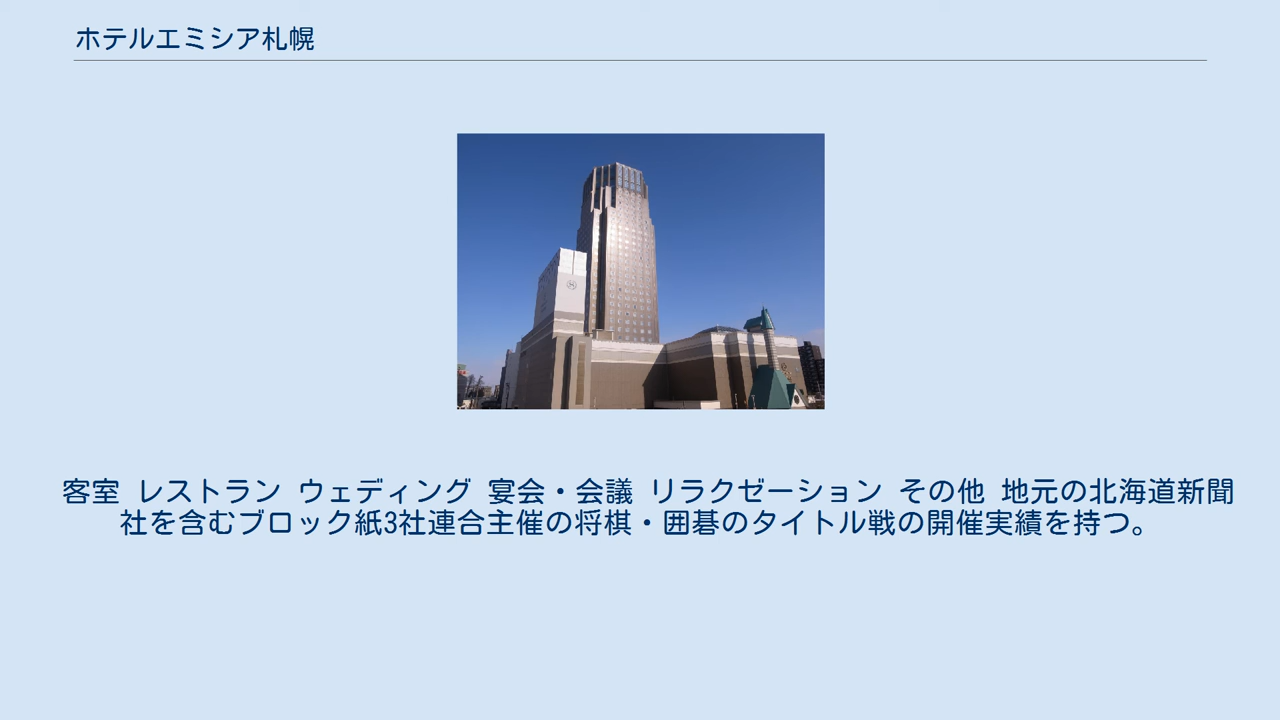 ホテルエミシア札幌
客室 レストラン ウェディング 宴会・会議 リラクゼーション その他 地元の北海道新聞
社を含むブロック紙3社連合主催の将棋・囲碁のタイトル戦の開催実績を持つ。